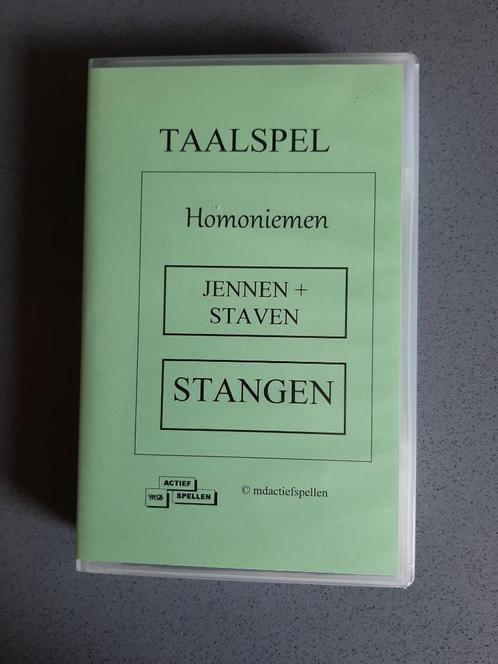 TAALSPEL
Homoniemen
JENNEN +
STAVEN
STANGEN
ACTIEF
SPELLEN
© mdactiefspellen